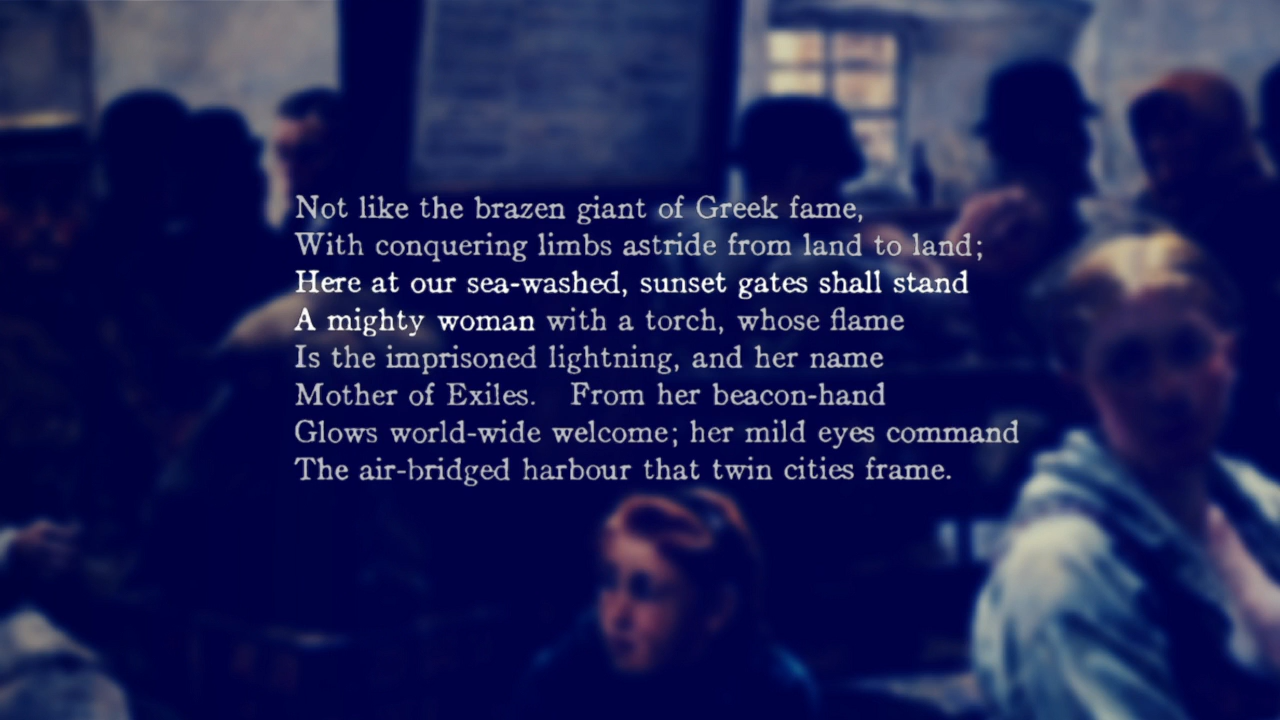 Not like the brazen giant of Greek fame,
With conquering limbs astride from land to land;
Here at our sea-washed, sunset gates shall stand
A mighty woman with a torch, whose flame
Is the imprisoned lightning, and her name
Mother of Exiles. From her beacon-hand
Glows world-wide welcome; her mild eyes command
The air-bridged harbour that twin cities frame.